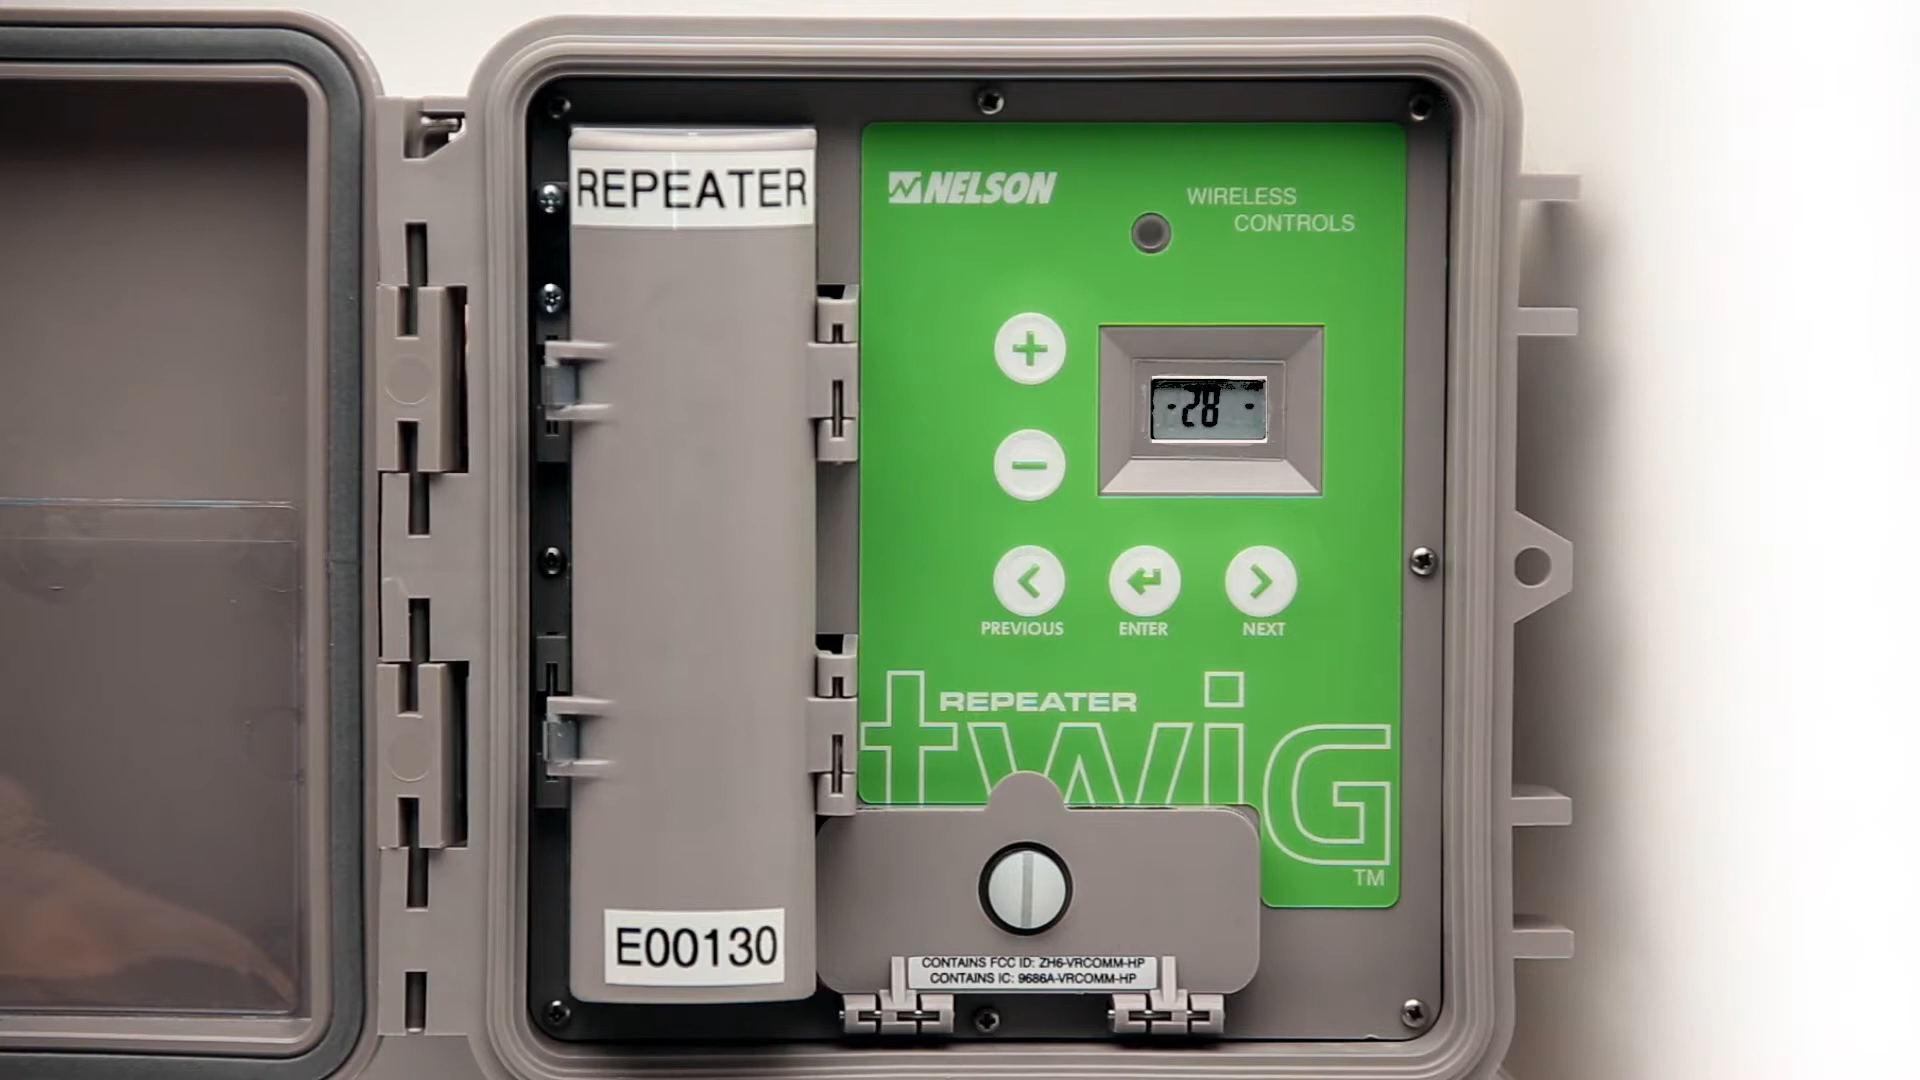 REPEATER
NELSON
WIRELESS
CONTROLS
-28 -
PREVIOUS
ENTER
NEXT
REPEATER
twig
TM
E00130
CONTAINS FCC ID: ZH6-VRCOMM-HP
CONTAINS IC: 9686A-VRCOMM-HP